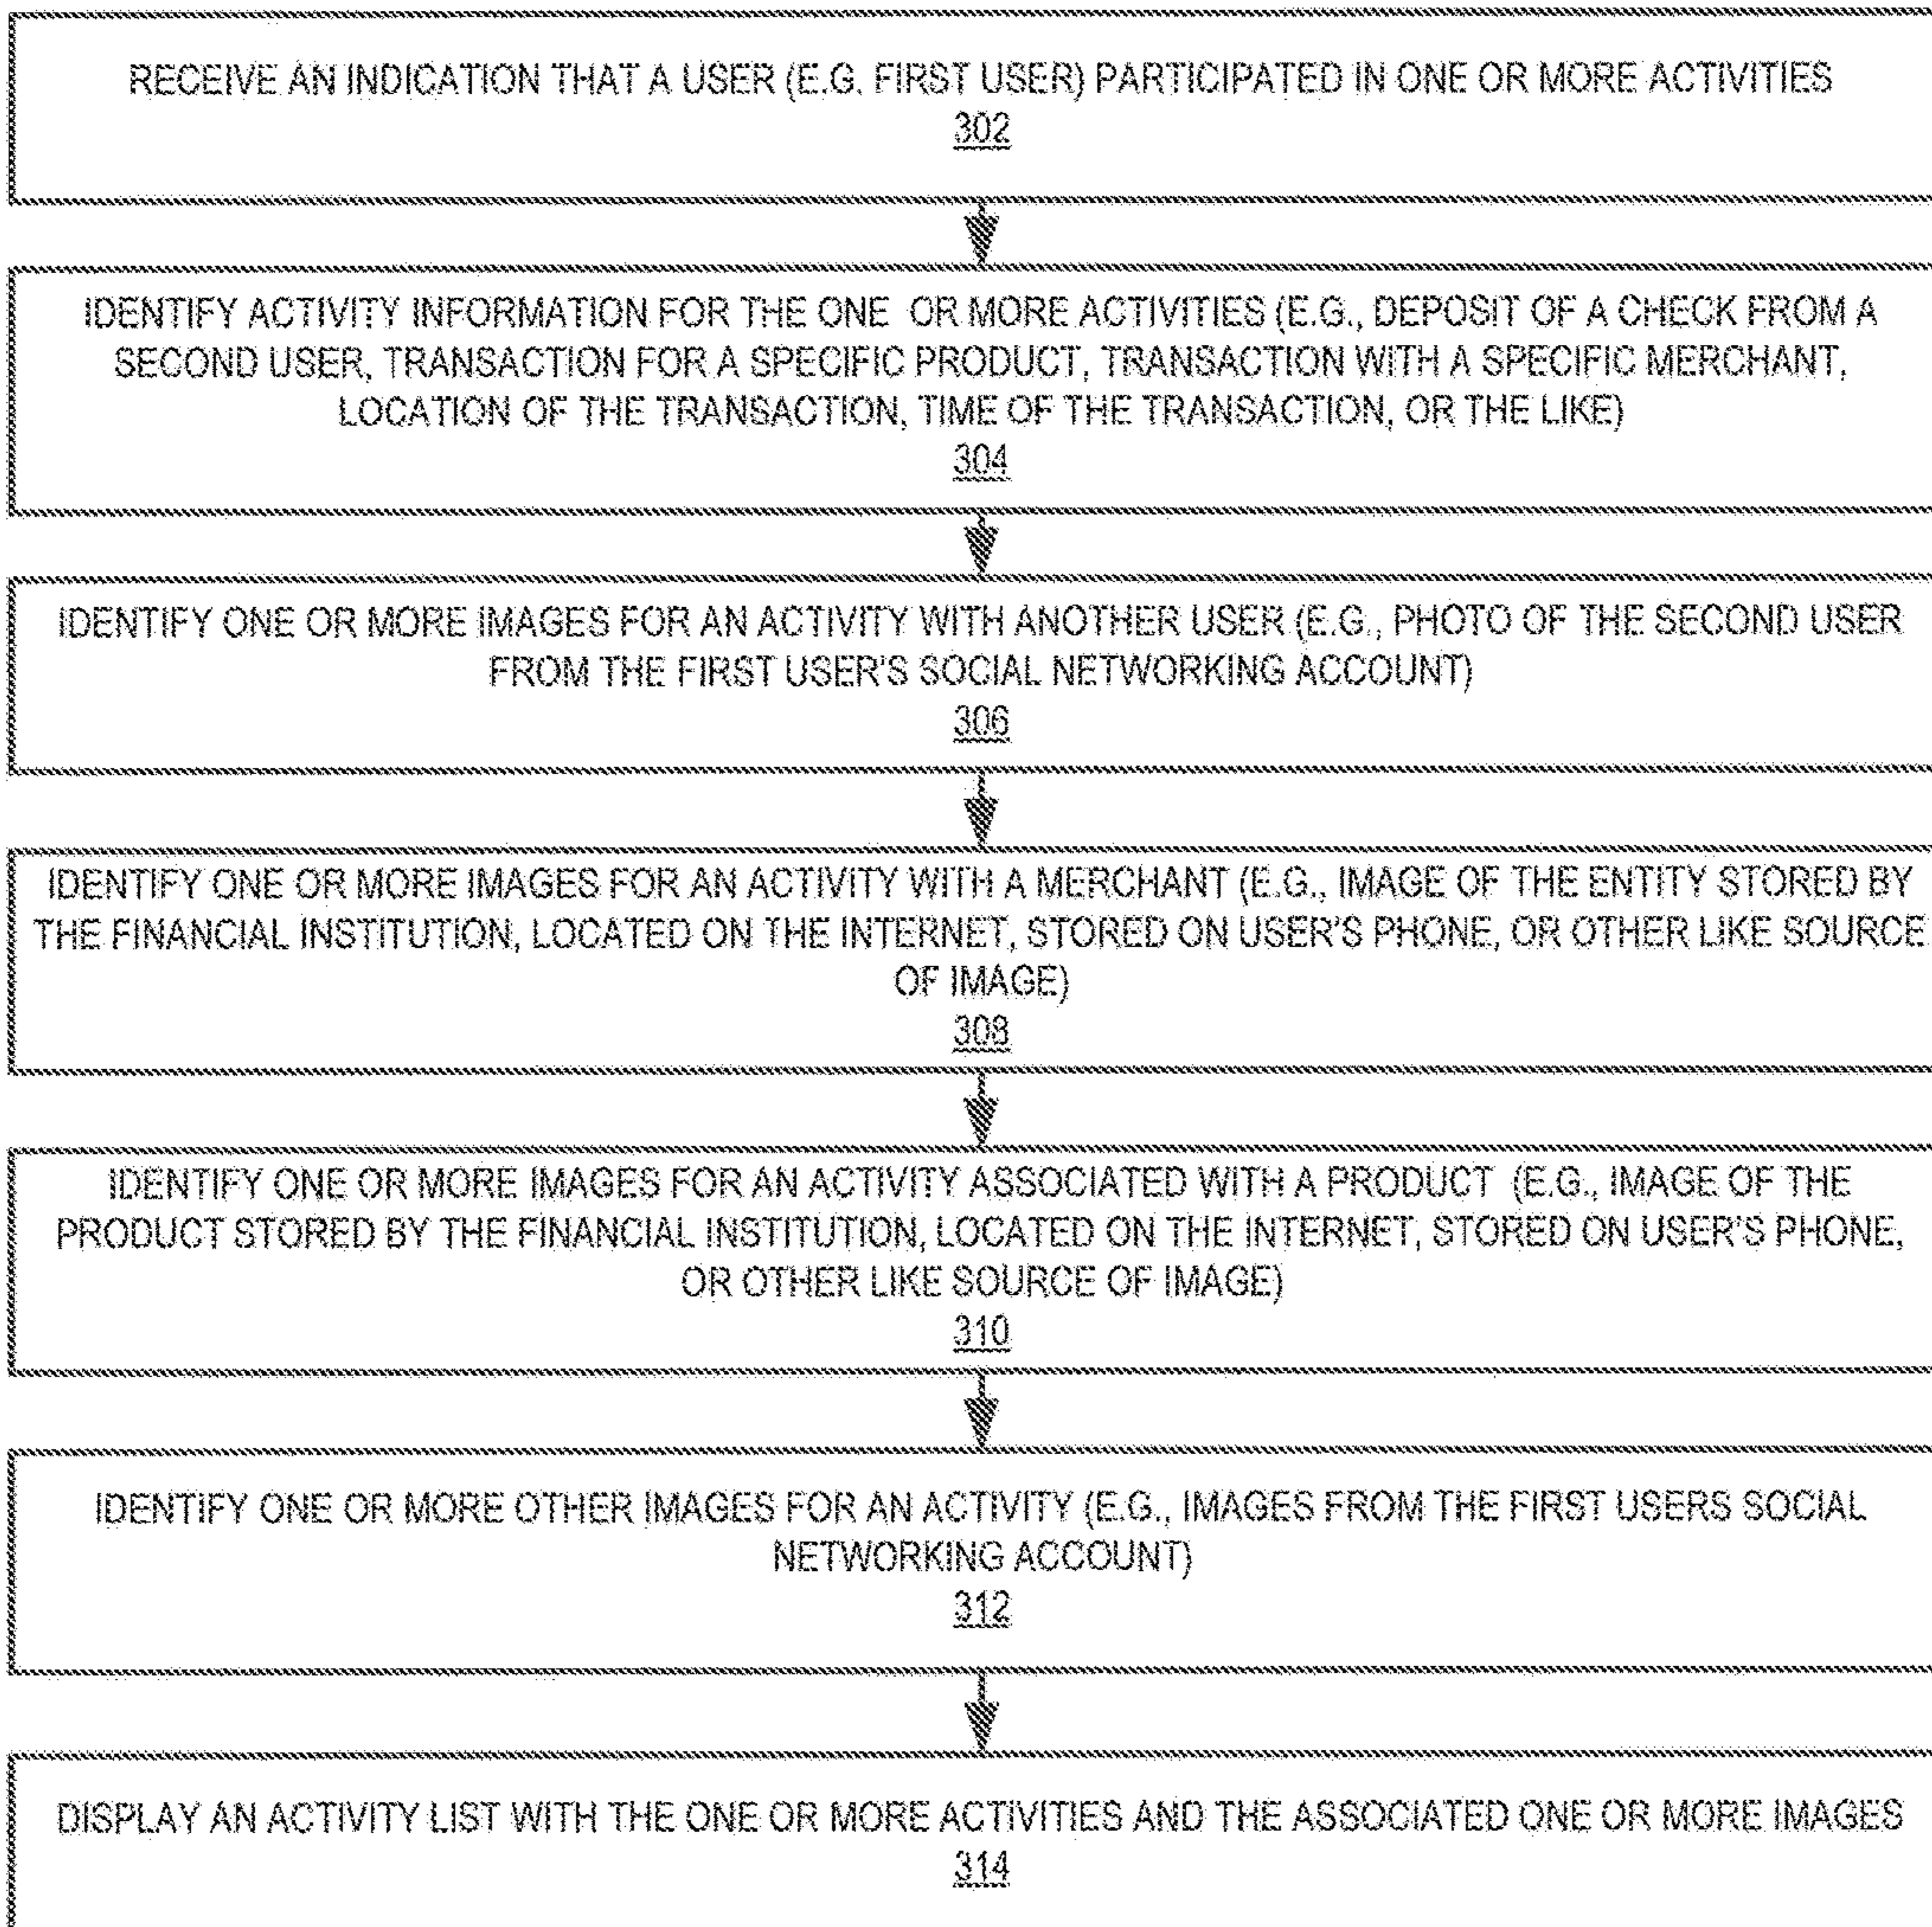 RECEIVE AN INDICATION THAT A USER (E.G. FIRST USER) PARTICIPATED IN ONE OR MORE ACTIVITIES
302
IDENTIFY ACTIVITY INFORMATION FOR THE ONE OR MORE ACTIVITIES (E.G., DEPOSIT OF A CHECK FROM A
SECOND USER, TRANSACTION FOR A SPECIFIC PRODUCT, TRANSACTION WITH A SPECIFIC MERCHANT,
LOCATION OF THE TRANSACTION, TIME OF THE TRANSACTION, OR THE LIKE)
304
IDENTIFY ONE OR MORE IMAGES FOR AN ACTIVITY WITH ANOTHER USER (E.G., PHOTO OF THE SECOND USER
FROM THE FIRST USER'S SOCIAL NETWORKING ACCOUNT)
306
IDENTIFY ONE OR MORE IMAGES FOR AN ACTIVITY WITH A MERCHANT (E.G., IMAGE OF THE ENTITY STORED BY
THE FINANCIAL INSTITUTION, LOCATED ON THE INTERNET, STORED ON USER'S PHONE, OR OTHER LIKE SOURCE
OF IMAGE)
308
IDENTIFY ONE OR MORE IMAGES FOR AN ACTIVITY ASSOCIATED WITH A PRODUCT (E.G., IMAGE OF THE
PRODUCT STORED BY THE FINANCIAL INSTITUTION, LOCATED ON THE INTERNET, STORED ON USER'S PHONE,
OR OTHER LIKE SOURCE OF IMAGE)
310
IDENTIFY ONE OR MORE OTHER IMAGES FOR AN ACTIVITY (E.G., IMAGES FROM THE FIRST USERS SOCIAL
NETWORKING ACCOUNT)
312
DISPLAY AN ACTIVITY LIST WITH THE ONE OR MORE ACTIVITIES AND THE ASSOCIATED ONE OR MORE IMAGES
314